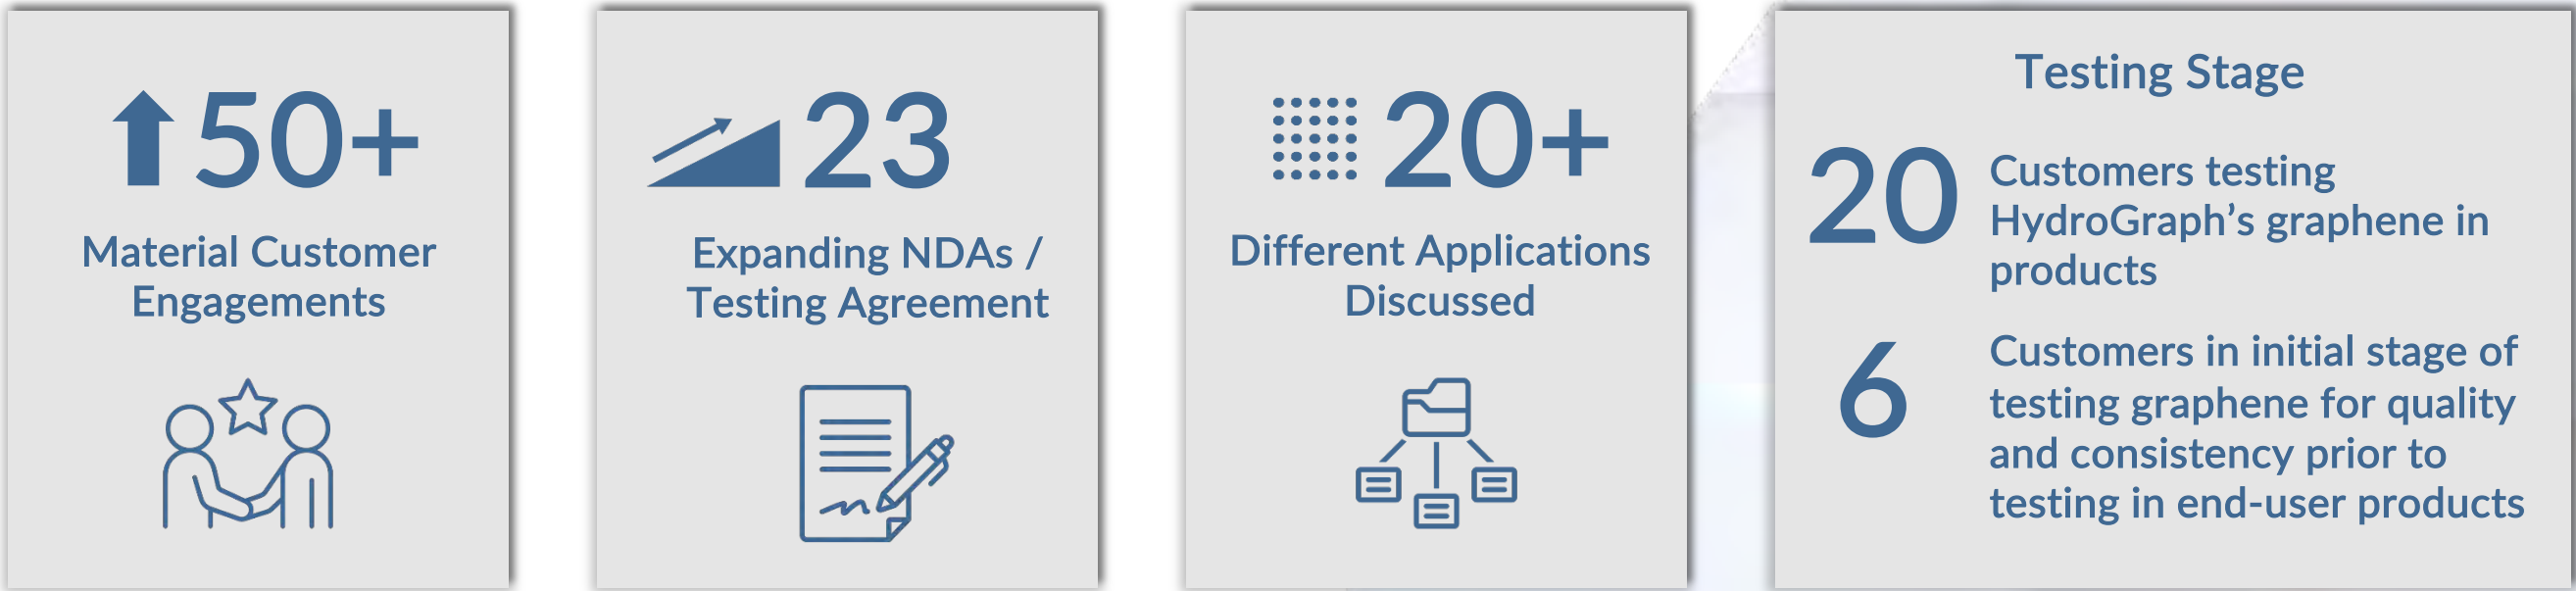 50+
Material Customer
Engagements
23
Expanding NDAs /
Testing Agreement
20+
Different Applications
Discussed
Testing Stage
20
Customers testing
HydroGraph’s graphene in
products
6
Customers in initial stage of
testing graphene for quality
and consistency prior to
testing in end-user products